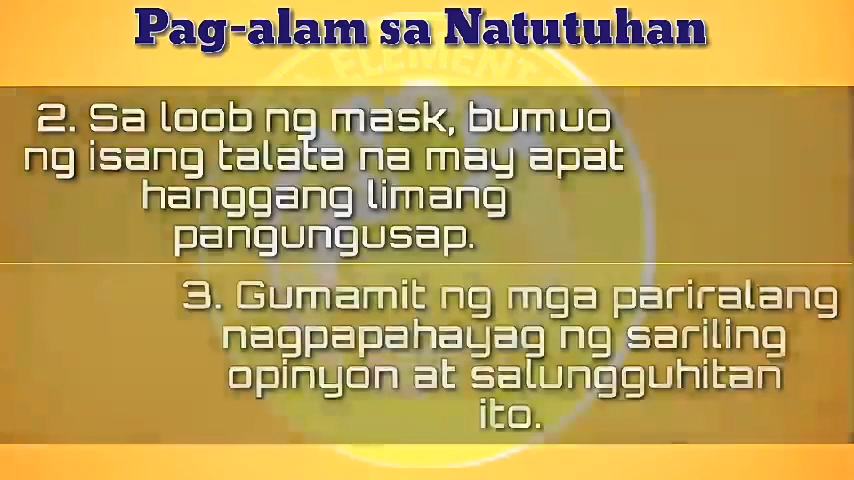 Pag-alam sa Natutuhan
ELEMENT
2. Sa loob ng mask, bumuo
ng isang talata na may apat
hanggang limang
pangungusap.
3. Gumamit ng mga pariralang
nagpapahayag ng sariling
opinyon at salungguhitan
ito.